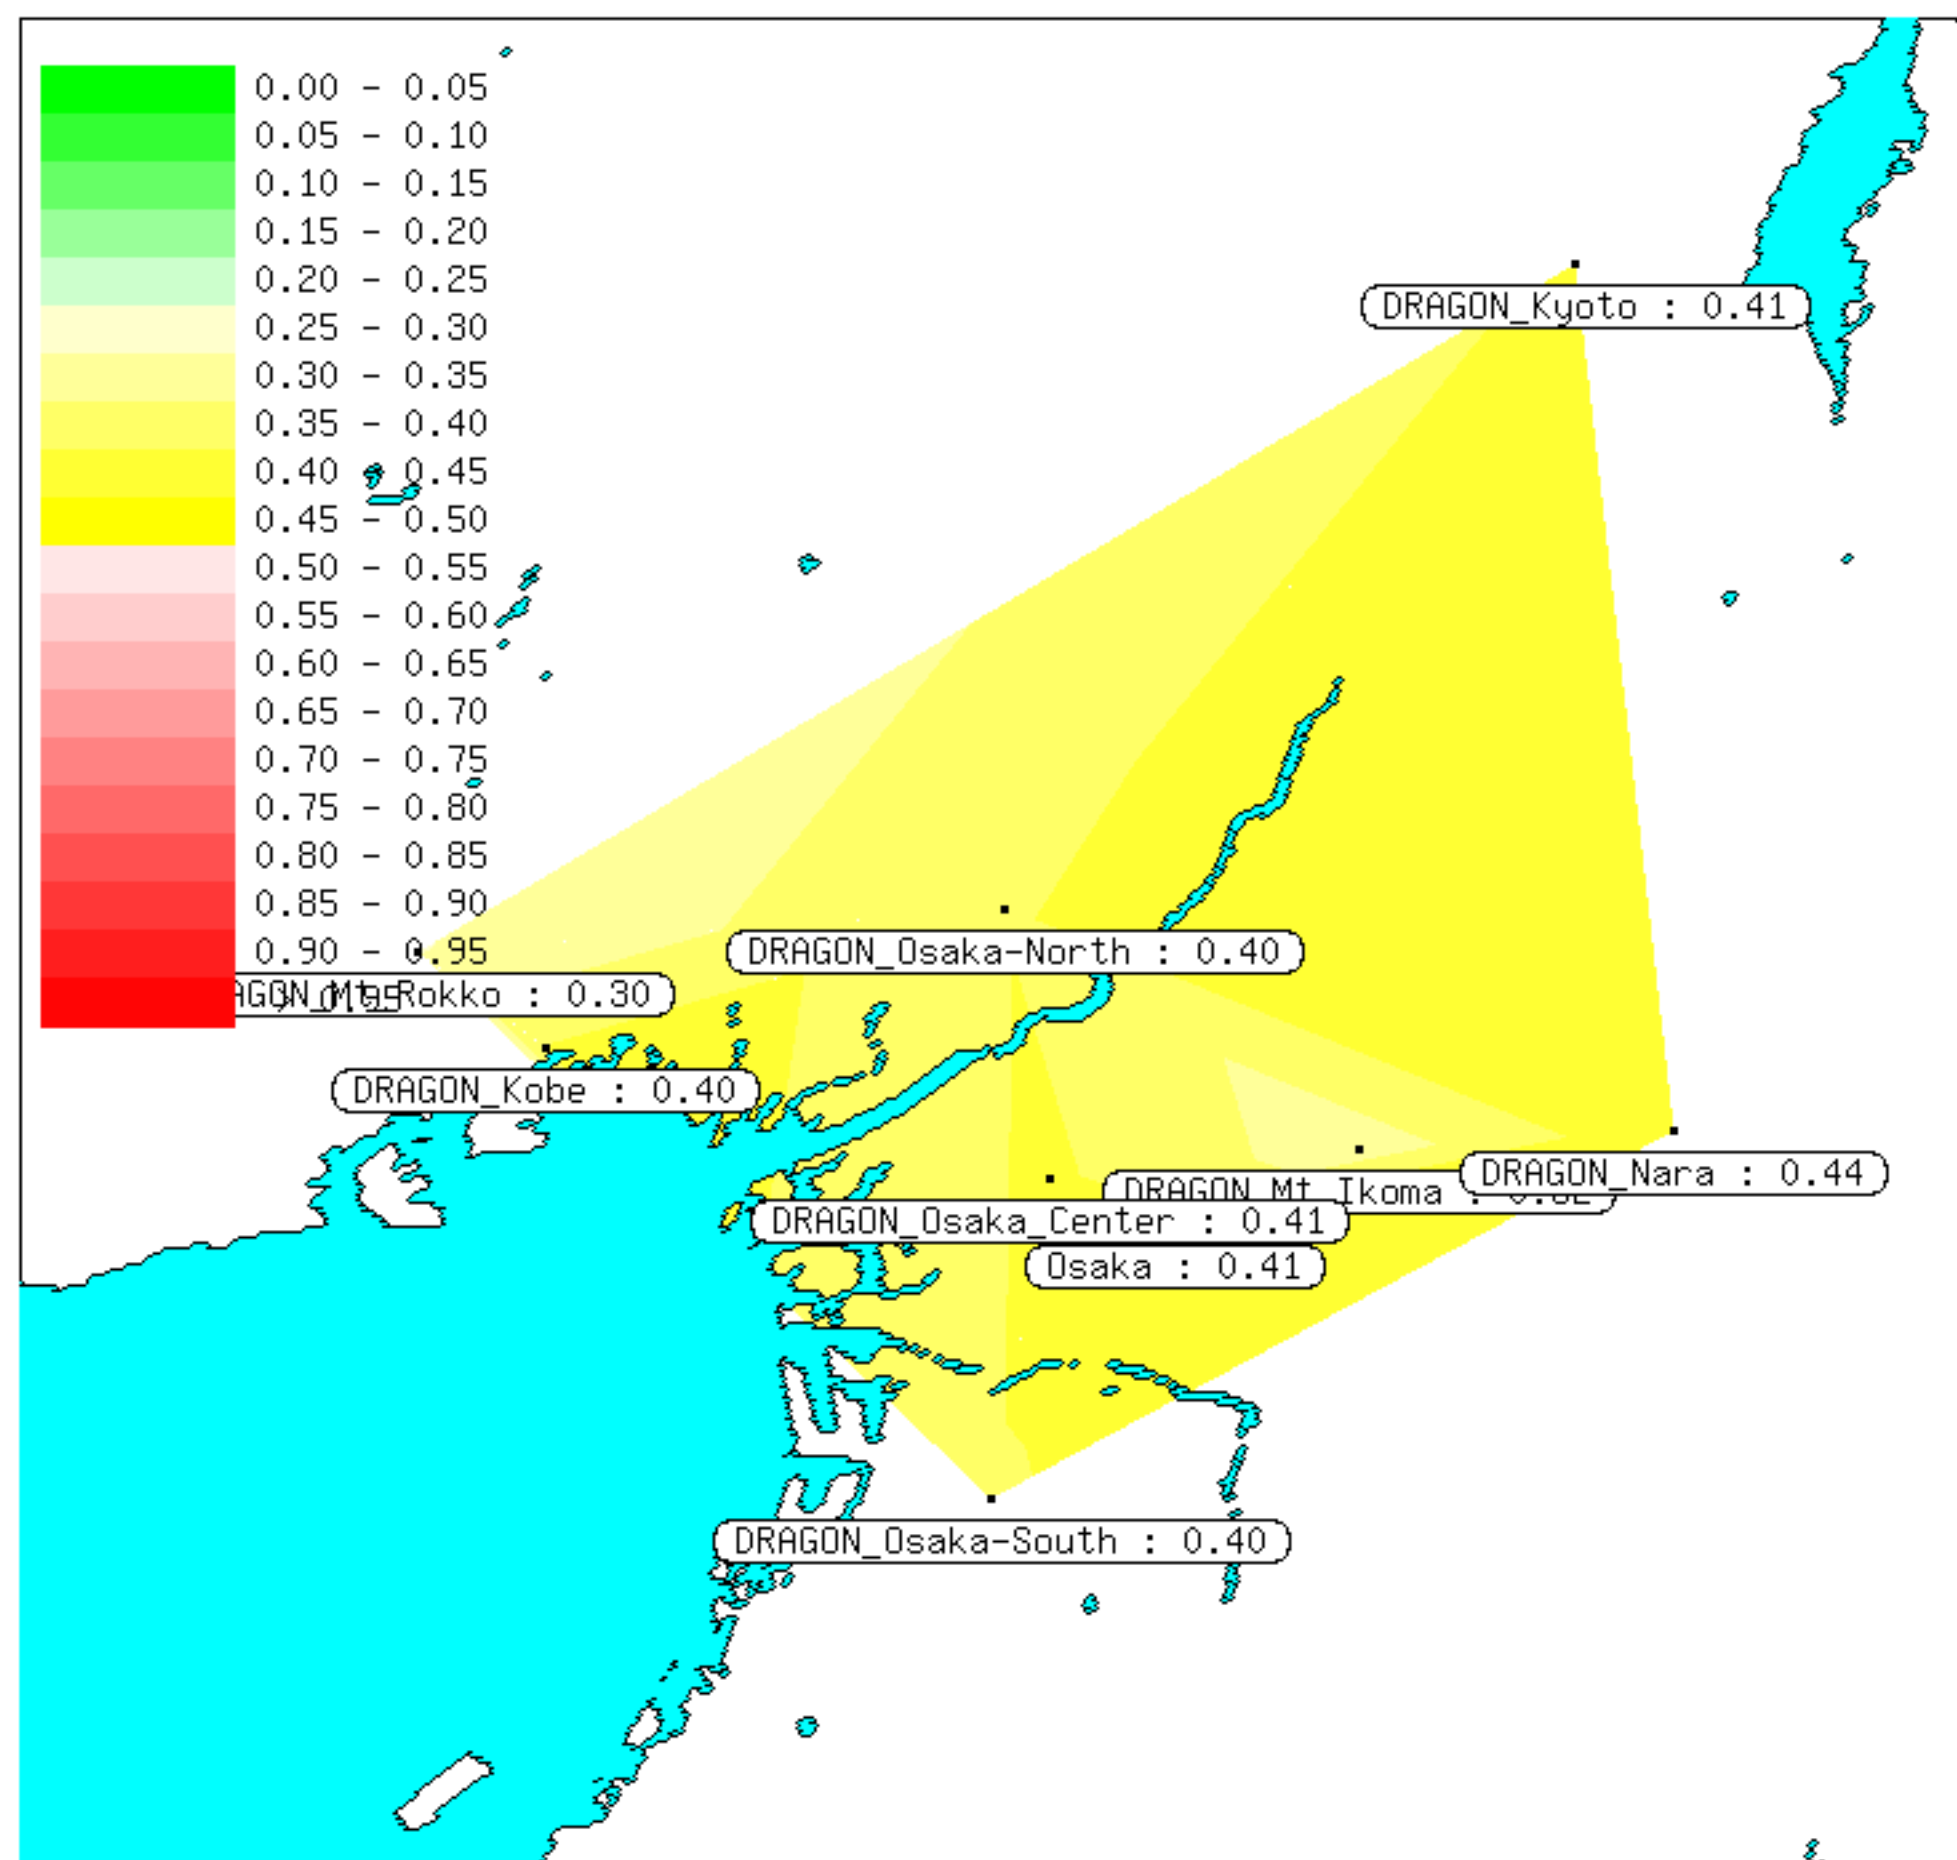 0.00 - 0.05
0.05 - 0.10
0.10 - 0.15
0.15 - 0.20
0.20 - 0.25
0.25 - 0.30
0.30 - 0.35
0.35 - 0.40
0.40 - 0.45
0.45 - 0.50
0.50 - 0.55
0.55 - 0.60
0.60 - 0.65
0.65 - 0.70
0.70 - 0.75
0.75 - 0.80
0.80 - 0.85
0.85 - 0.90
0.90 - 0.95
> 0.95
DRAGON_Kyoto : 0.41
DRAGON_Osaka-North : 0.40
AGON_Mt_Rokko : 0.30
DRAGON_Kobe : 0.40
DRAGON_Nara : 0.44
DRAGON_Mt_Ikoma :
DRAGON_Osaka_Center : 0.41
Osaka : 0.41
DRAGON_Osaka-South : 0.40